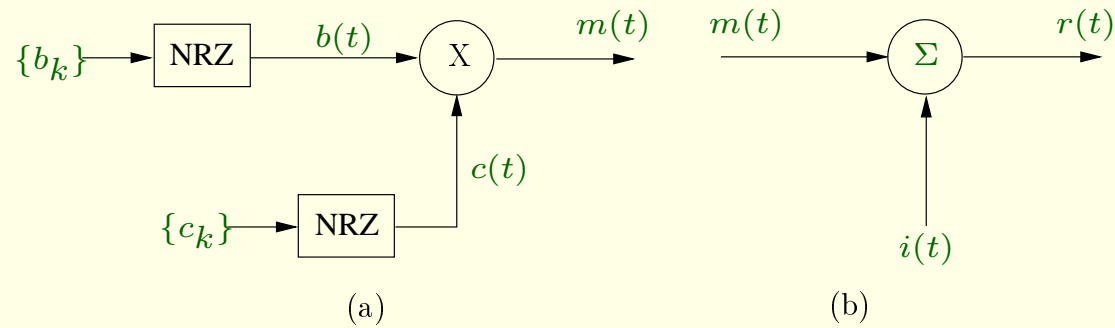 {b_k} NRZ b(t) X m(t)
c(t)
{c_k} NRZ
(a)
m(t) Σ r(t)
i(t)
(b)